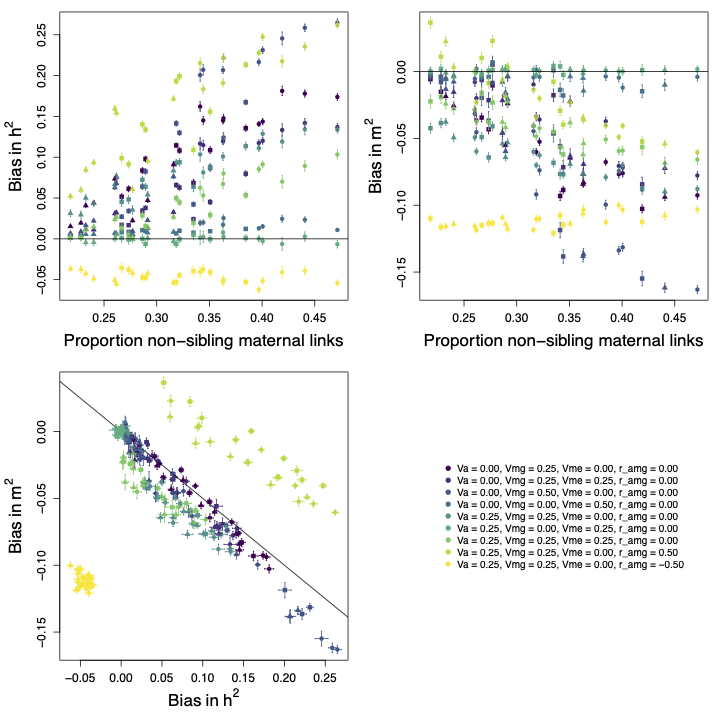 Bias in h²
0.25
0.20
0.15
0.10
0.05
0.00
−0.05
0.20 0.25 0.30 0.35 0.40 0.45
Proportion non−sibling maternal links
Bias in m²
0.00
−0.05
−0.10
−0.15
0.25 0.30 0.35 0.40 0.45
Proportion non−sibling maternal links
Bias in m²
0.00
−0.05
−0.10
−0.15
−0.05 0.00 0.05 0.10 0.15 0.20 0.25
Bias in h²
Va = 0.00, Vmg = 0.25, Vme = 0.00, r_amg = 0.00
Va = 0.00, Vmg = 0.25, Vme = 0.25, r_amg = 0.00
Va = 0.00, Vmg = 0.50, Vme = 0.00, r_amg = 0.00
Va = 0.00, Vmg = 0.00, Vme = 0.50, r_amg = 0.00
Va = 0.25, Vmg = 0.25, Vme = 0.00, r_amg = 0.00
Va = 0.25, Vmg = 0.00, Vme = 0.25, r_amg = 0.00
Va = 0.25, Vmg = 0.25, Vme = 0.25, r_amg = 0.00
Va = 0.25, Vmg = 0.25, Vme = 0.00, r_amg = 0.50
Va = 0.25, Vmg = 0.25, Vme = 0.00, r_amg = −0.50